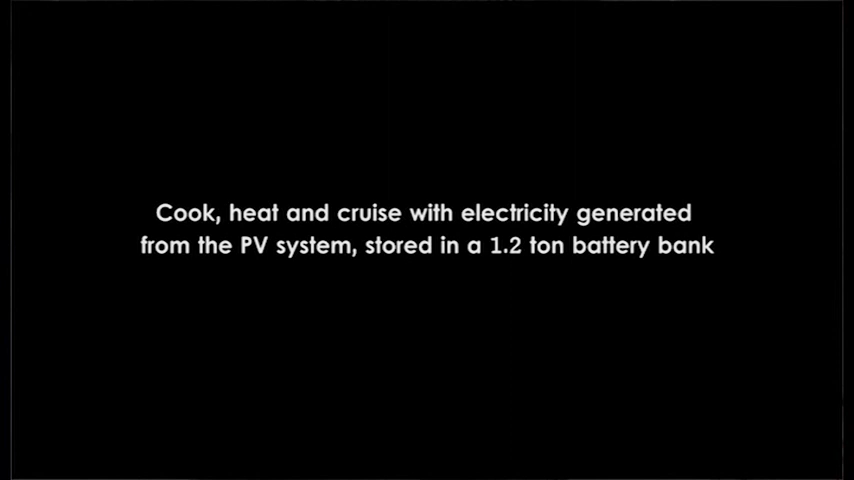 Cook, heat and cruise with electricity generated
from the PV system, stored in a 1.2 ton battery bank